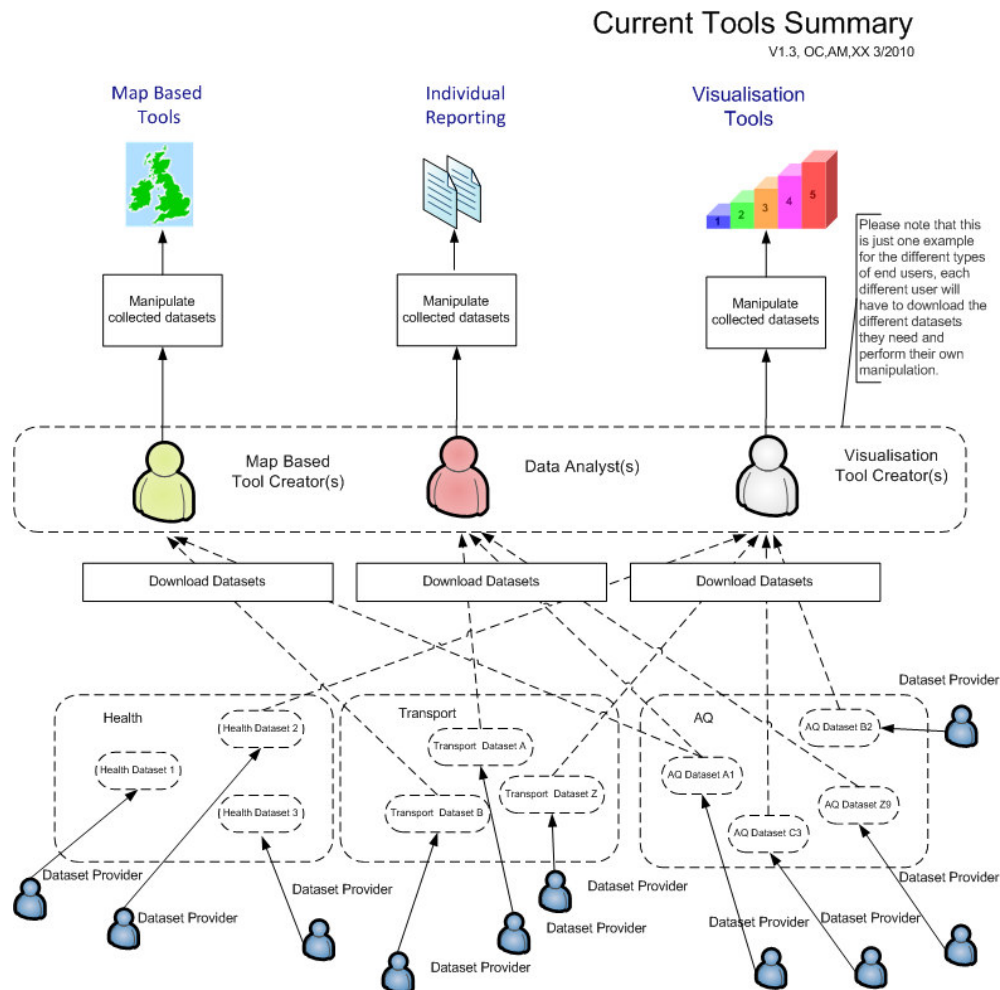 Current Tools Summary
V1.3, OC,AM,XX 3/2010
Map Based
Tools
Individual
Reporting
Visualisation
Tools
1
2
3
4
5
Please note that this
is just one example
for the different types
of end users, each
different user will
have to download the
different datasets
they need and
perform their own
manipulation.
Manipulate
collected datasets
Manipulate
collected datasets
Manipulate
collected datasets
Map Based
Tool Creator(s)
Data Analyst(s)
Visualisation
Tool Creator(s)
Download Datasets
Download Datasets
Download Datasets
Health
Health Dataset 2
Health Dataset 1
Health Dataset 3
Transport
Transport Dataset A
Transport Dataset Z
Transport Dataset B
AQ
AQ Dataset B2
AQ Dataset A1
AQ Dataset Z9
AQ Dataset C3
Dataset Provider
Dataset Provider
Dataset Provider
Dataset Provider
Dataset Provider
Dataset Provider
Dataset Provider
Dataset Provider
Dataset Provider
Dataset Provider